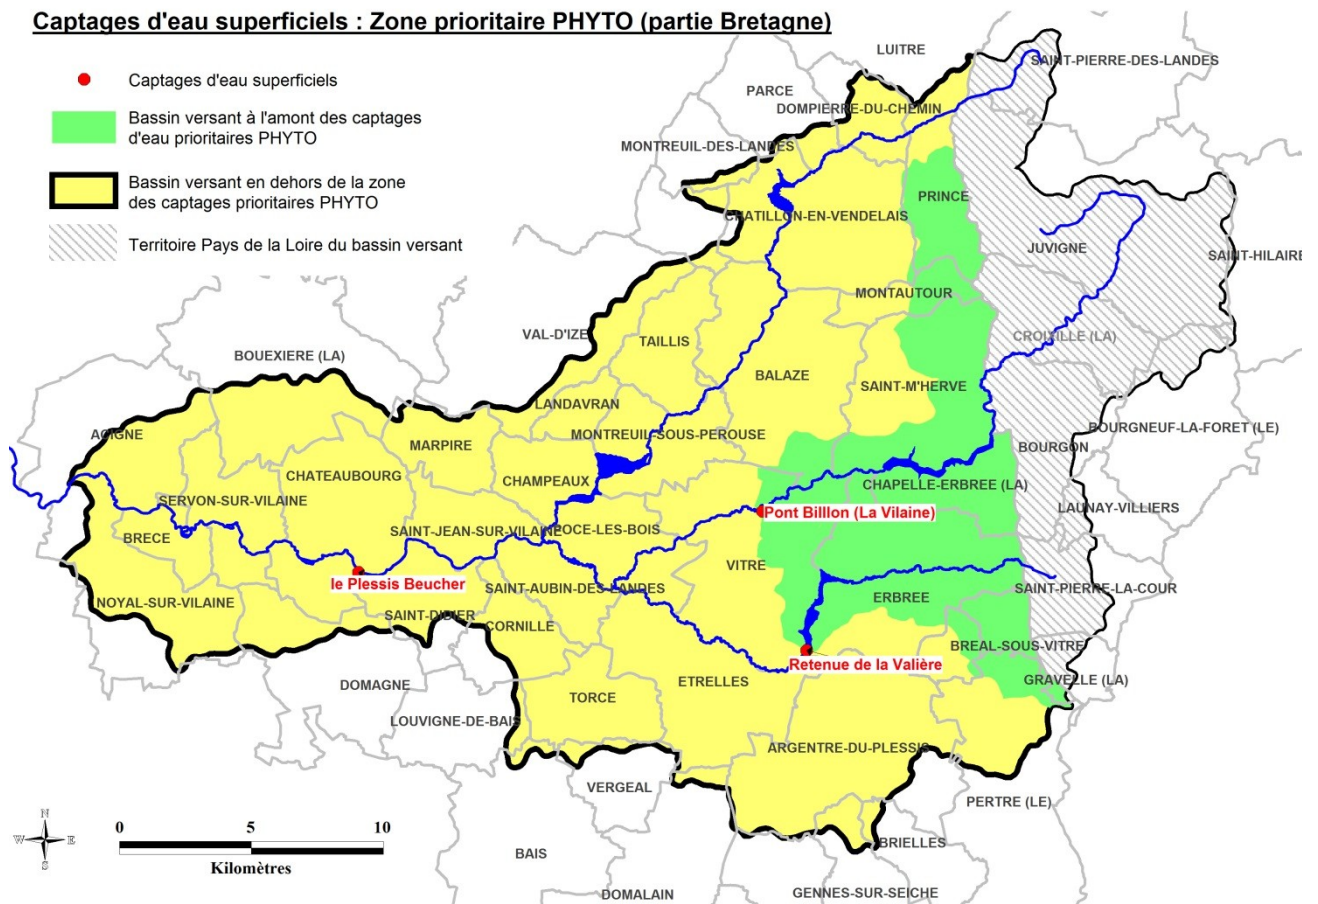 Captages d'eau superficiels : Zone prioritaire PHYTO (partie Bretagne)
Captages d'eau superficiels
Bassin versant à l'amont des captages
d'eau prioritaires PHYTO
Bassin versant en dehors de la zone
des captages prioritaires PHYTO
Territoire Pays de la Loire du bassin versant
LUITRE
SAINT-PIERRE-DES-LANDES
PARCE
DOMPIERRE-DU-CHEMIN
MONTREUIL-DES-LANDES
PRINCE
CHATILLON-EN-VENDELAIS
JUVIGNE
SAINT-HILAIRE
MONTAUTOUR
VAL-D'IZE
TAILLIS
CROIXILLE (LA)
BOUEXIERE (LA)
BALAZE
SAINT-M'HERVE
LANDAVRAN
ACIGNE
MONTREUIL-SOUS-PEROUSE
BOURGNEUF-LA-FORET (LE)
MARPIRE
BOURGON
CHATEAUBOURG
CHAMPEAUX
CHAPELLE-ERBREE (LA)
SERVON-SUR-VILAINE
LAUNAY-VILLIERS
Pont Billlon (La Vilaine)
SAINT-JEAN-SUR-VILAINE
POCE-LES-BOIS
BRECE
VITRE
le Plessis Beucher
SAINT-AUBIN-DES-LANDES
SAINT-PIERRE-LA-COUR
ERBREE
NOYAL-SUR-VILAINE
SAINT-DIDIER
CORNILLE
BREAL-SOUS-VITRE
Retenue de la Valière
ETRELLES
GRAVELLE (LA)
DOMAGNE
TORCE
LOUVIGNE-DE-BAIS
ARGENTRE-DU-PLESSIS
VERGEAL
PERTRE (LE)
BRIELLES
BAIS
DOMALAIN
GENNES-SUR-SEICHE
N
W E
S
0 5 10
Kilomètres